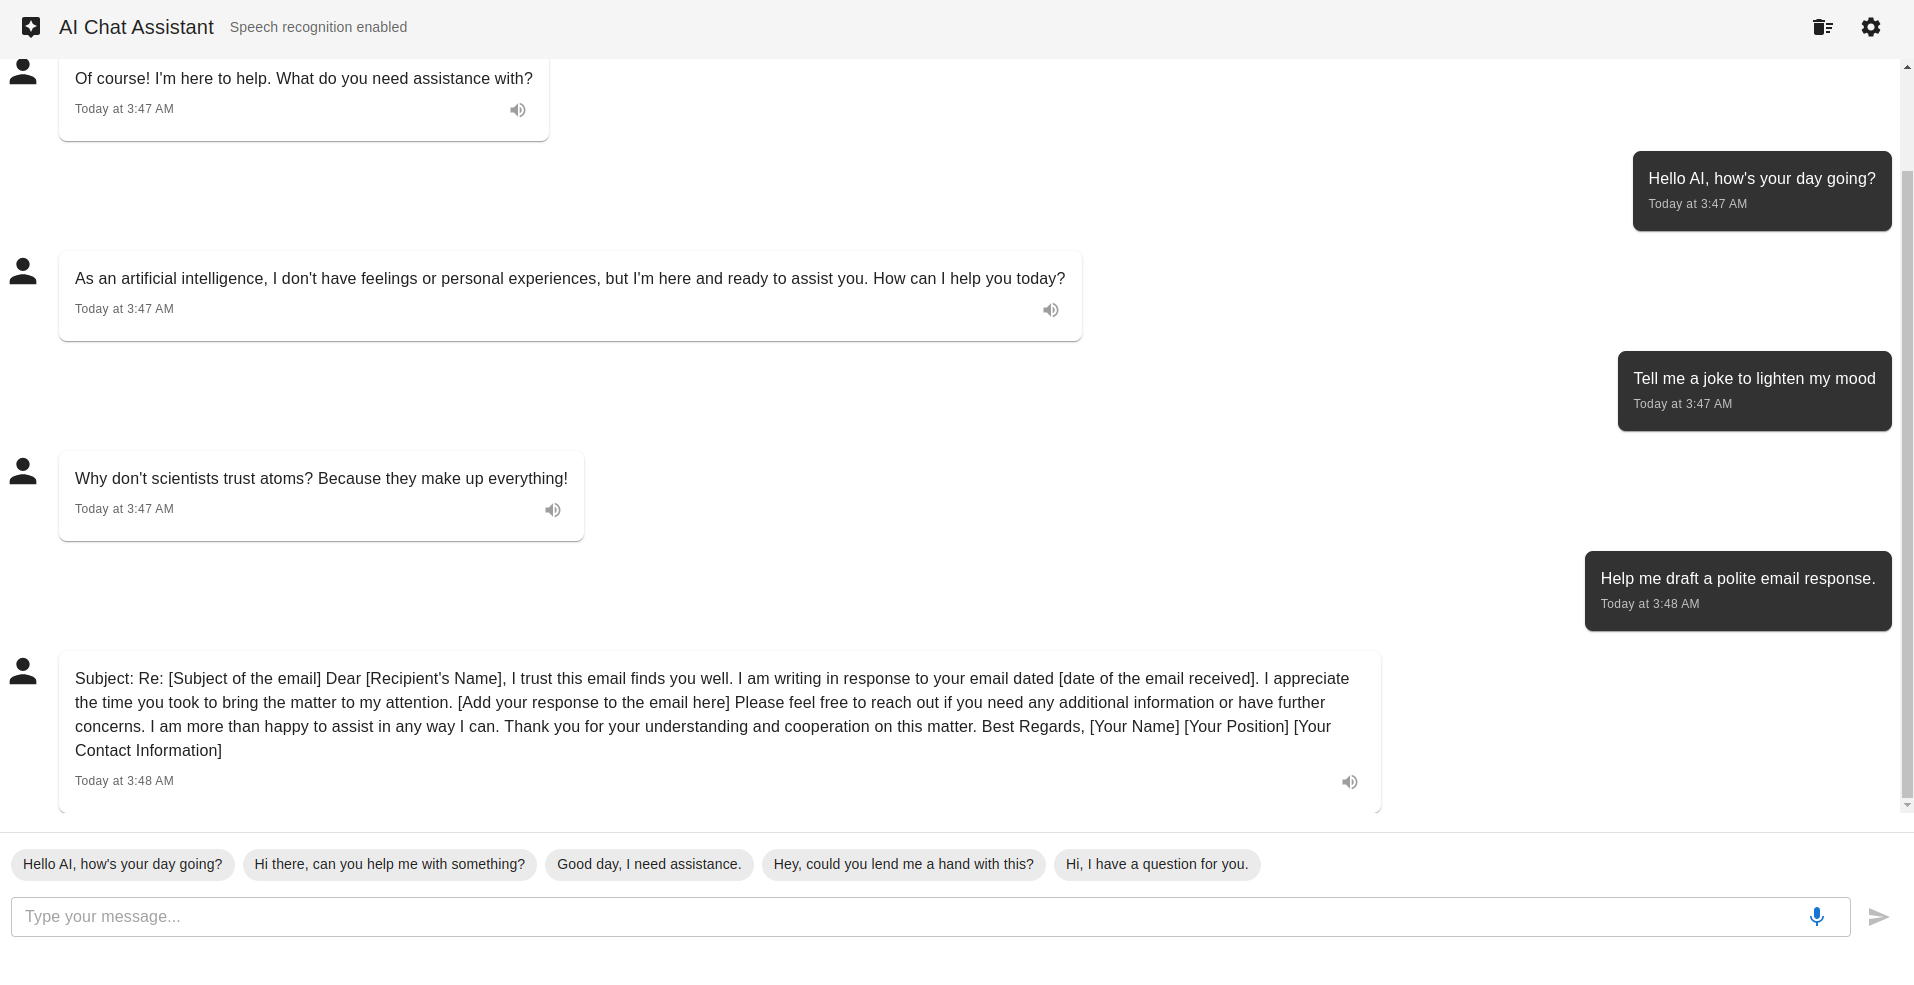 AI Chat Assistant Speech recognition enabled
Of course! I'm here to help. What do you need assistance with?
Today at 3:47 AM
Hello AI, how's your day going?
Today at 3:47 AM
As an artificial intelligence, I don't have feelings or personal experiences, but I'm here and ready to assist you. How can I help you today?
Today at 3:47 AM
Tell me a joke to lighten my mood
Today at 3:47 AM
Why don't scientists trust atoms? Because they make up everything!
Today at 3:47 AM
Help me draft a polite email response.
Today at 3:48 AM
Subject: Re: [Subject of the email] Dear [Recipient's Name], I trust this email finds you well. I am writing in response to your email dated [date of the email received]. I appreciate
the time you took to bring the matter to my attention. [Add your response to the email here] Please feel free to reach out if you need any additional information or have further
concerns. I am more than happy to assist in any way I can. Thank you for your understanding and cooperation on this matter. Best Regards, [Your Name] [Your Position] [Your
Contact Information]
Today at 3:48 AM
Hello AI, how's your day going? Hi there, can you help me with something? Good day, I need assistance. Hey, could you lend me a hand with this? Hi, I have a question for you.
Type your message...